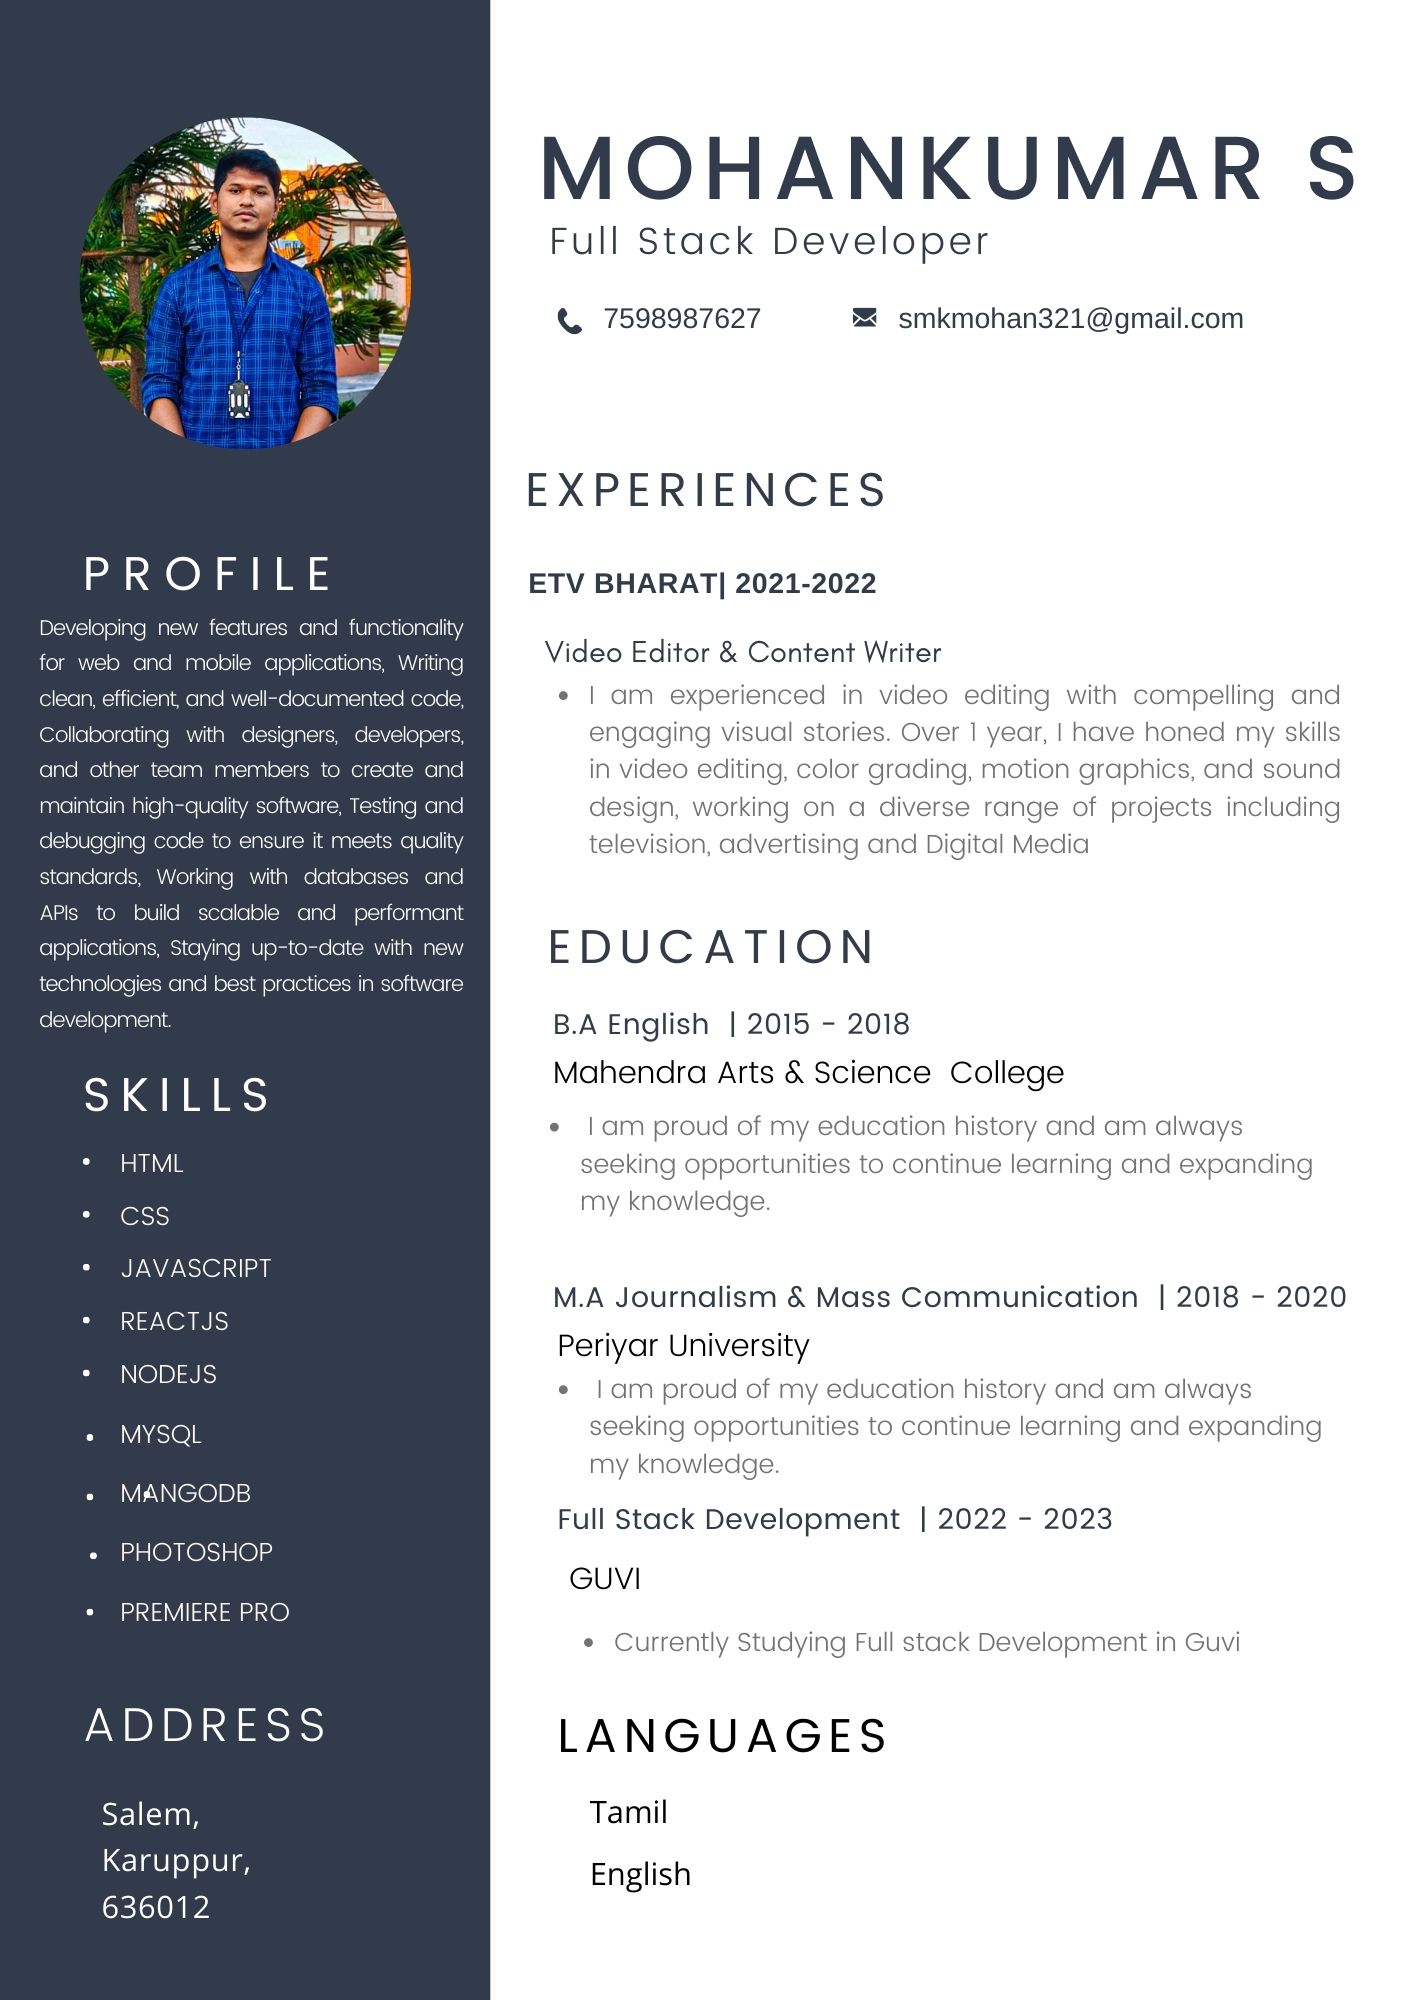 MOHANKUMAR S
Full Stack Developer
7598987627
smkmohan321@gmail.com
PROFILE
Developing new features and functionality
for web and mobile applications, Writing
clean, efficient, and well-documented code,
Collaborating with designers, developers,
and other team members to create and
maintain high-quality software, Testing and
debugging code to ensure it meets quality
standards, Working with databases and
APIs to build scalable and performant
applications, Staying up-to-date with new
technologies and best practices in software
development.
SKILLS
• HTML
• CSS
• JAVASCRIPT
• REACTJS
• NODEJS
• MYSQL
• MANGODB
• PHOTOSHOP
• PREMIERE PRO
ADDRESS
Salem,
Karuppur,
636012
EXPERIENCES
ETV BHARAT| 2021-2022
Video Editor & Content Writer
• I am experienced in video editing with compelling and
engaging visual stories. Over 1 year, I have honed my skills
in video editing, color grading, motion graphics, and sound
design, working on a diverse range of projects including
television, advertising and Digital Media
EDUCATION
B.A English | 2015 - 2018
Mahendra Arts & Science College
• I am proud of my education history and am always
seeking opportunities to continue learning and expanding
my knowledge.
M.A Journalism & Mass Communication | 2018 - 2020
Periyar University
• I am proud of my education history and am always
seeking opportunities to continue learning and expanding
my knowledge.
Full Stack Development | 2022 - 2023
GUVI
• Currently Studying Full stack Development in Guvi
LANGUAGES
Tamil
English